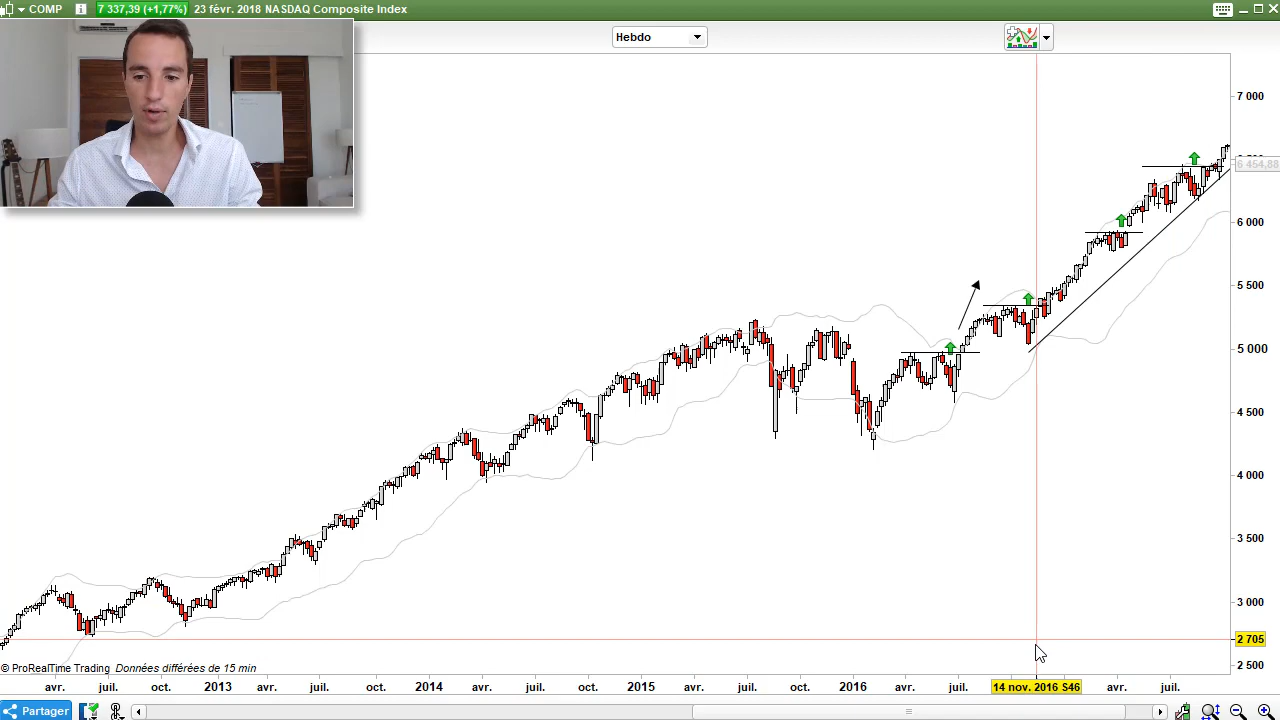 COMP 7 337,39 (+1,77%) 23 févr. 2018 NASDAQ Composite Index
Hebdo
7 000
6 454,88
6 000
5 500
5 000
4 500
4 000
3 500
3 000
2 705
2 500
© ProRealTime Trading Données différées de 15 min
avr. juil. oct. 2013 avr. juil. oct. 2014 juil. oct. 2015 avr. juil. oct. 2016 avr. juil. 14 nov. 2016 S46 avr. juil.
Partager